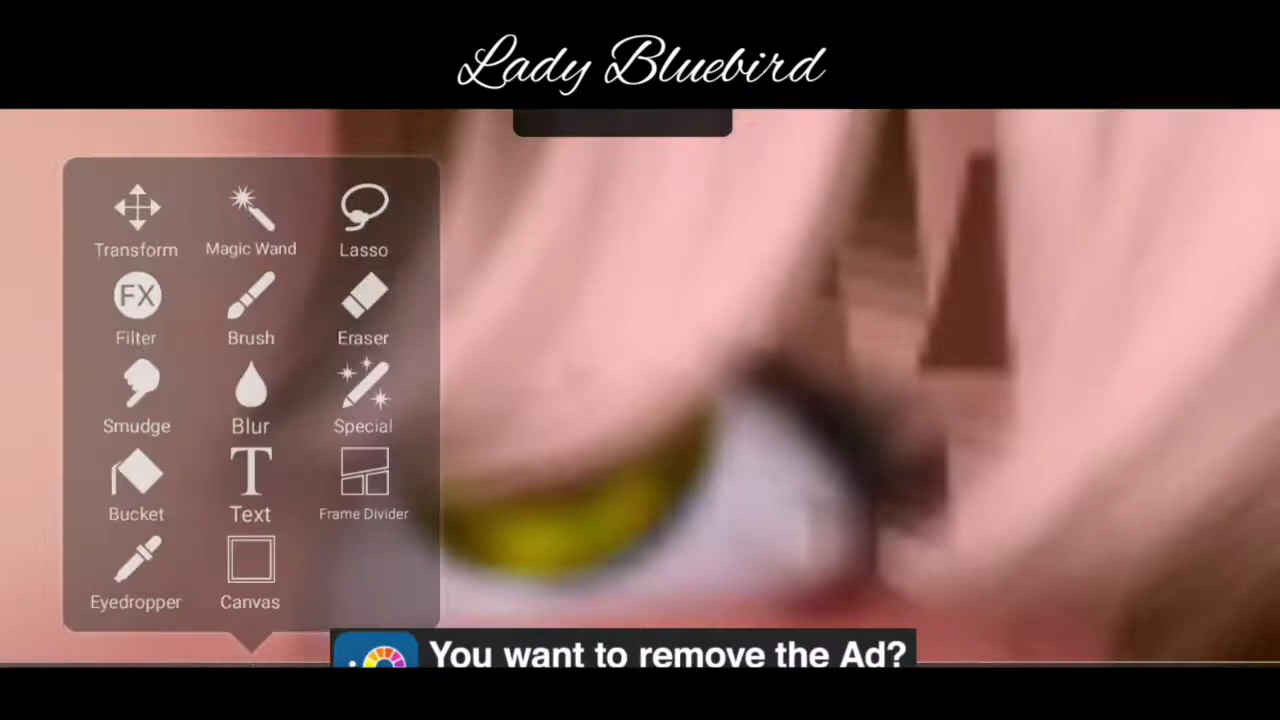 Lady Bluebird
Transform Magic Wand Lasso
FX
Filter Brush Eraser
Smudge Blur Special
T
Bucket Text Frame Divider
Eyedropper Canvas
You want to remove the Ad?